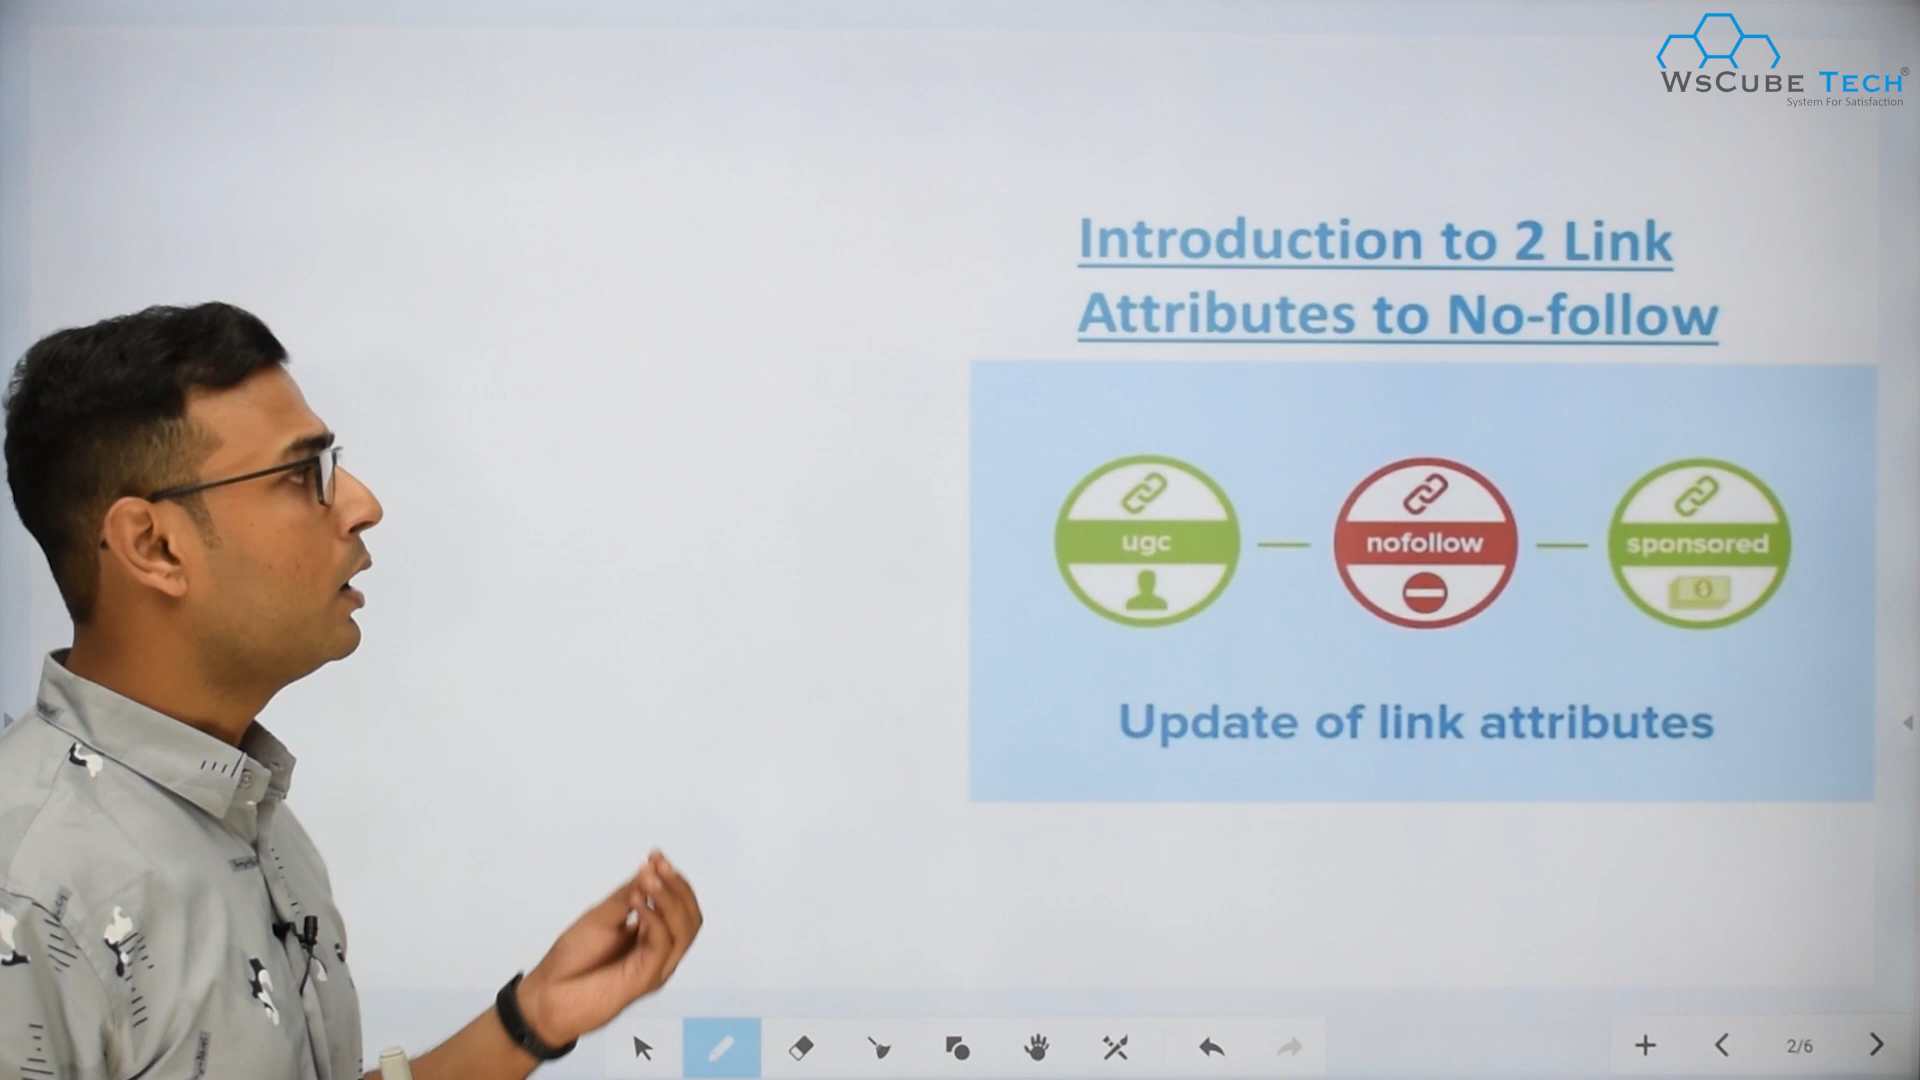 WSCUBE TECH®
System For Satisfaction
Introduction to 2 Link
Attributes to No-follow
ugc
nofollow
sponsored
Update of link attributes
2/6